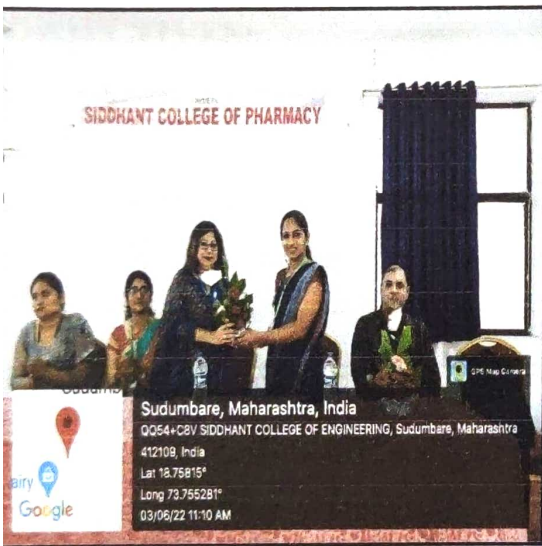 SIDDHANT COLLEGE OF PHARMACY
GPS Map Camera
Sudumbare, Maharashtra, India
QQ54+C8V SIDDHANT COLLEGE OF ENGINEERING, Sudumbare, Maharashtra
412109, India
Lat 18.75815°
Long 73.755281°
03/06/22 11:10 AM
airy
Google